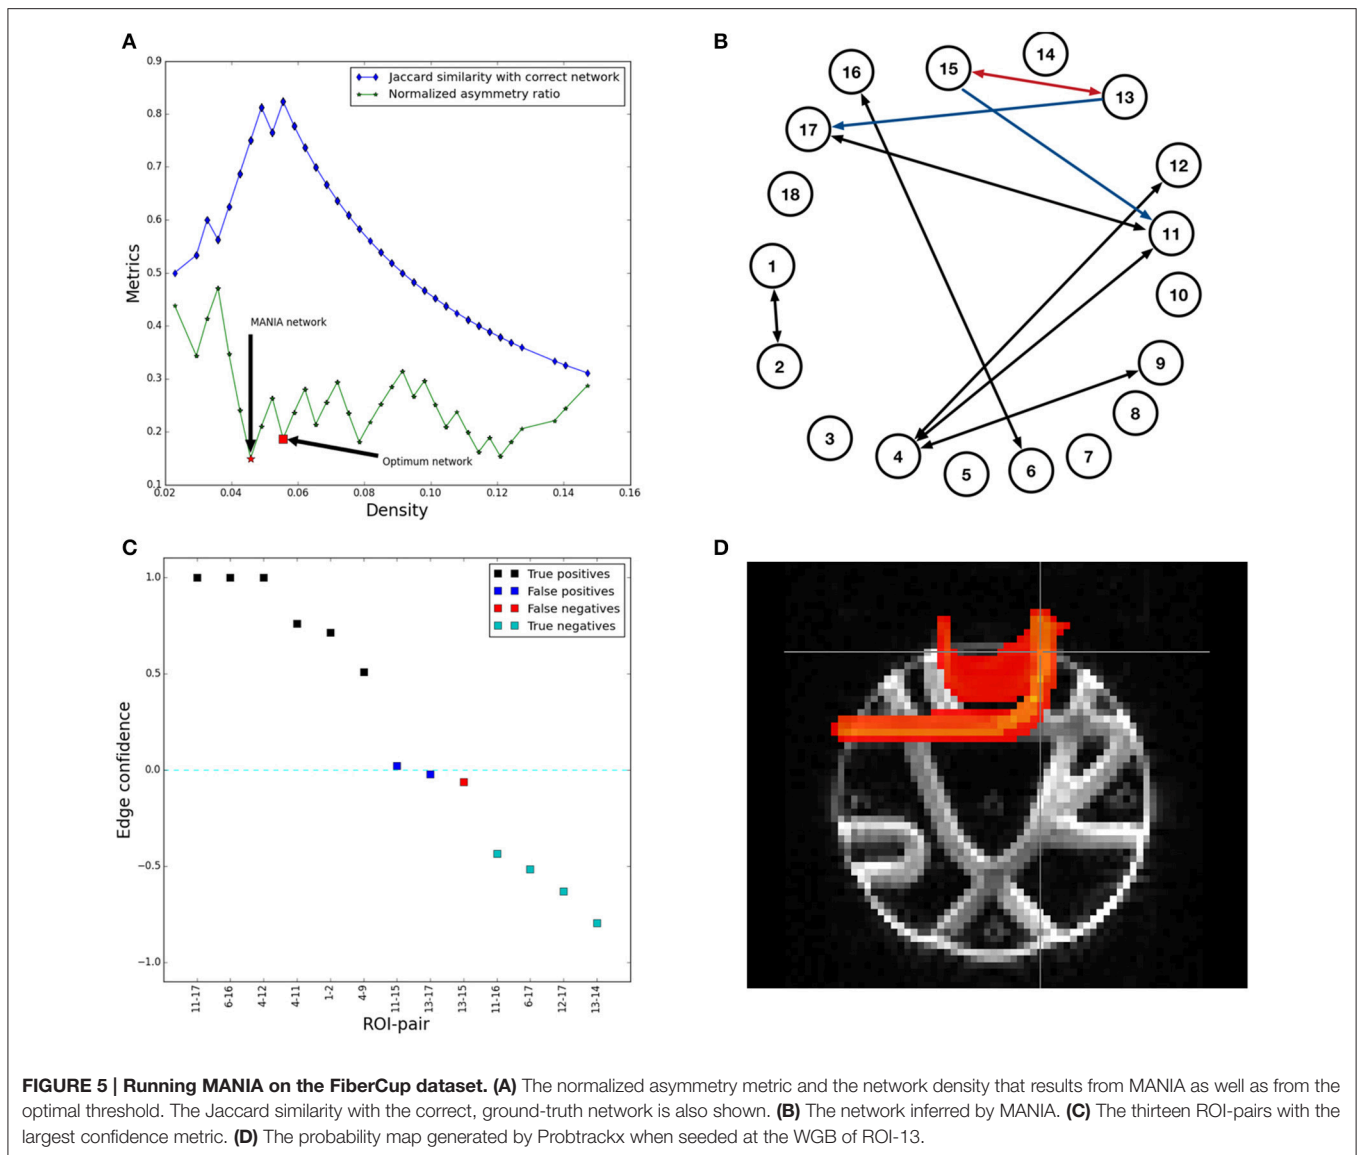 A
0.9
0.8
0.7
0.6
0.5
0.4
0.3
0.2
0.1
0.02
0.04
0.06
0.08
0.10
0.12
0.14
0.16
Metrics
Density
Jaccard similarity with correct network
Normalized asymmetry ratio
MANIA network
Optimum network
B
14
15
16
13
17
12
18
11
1
10
2
9
8
3
4
7
6
5
C
1.0
0.5
0.0
−0.5
−1.0
Edge confidence
True positives
False positives
False negatives
True negatives
11-17
6-16
4-12
4-11
1-2
4-9
11-15
13-17
13-15
11-16
6-17
12-17
13-14
ROI-pair
D
FIGURE 5 | Running MANIA on the FiberCup dataset. (A) The normalized asymmetry metric and the network density that results from MANIA as well as from the
optimal threshold. The Jaccard similarity with the correct, ground-truth network is also shown. (B) The network inferred by MANIA. (C) The thirteen ROI-pairs with the
largest confidence metric. (D) The probability map generated by Probtrackx when seeded at the WGB of ROI-13.